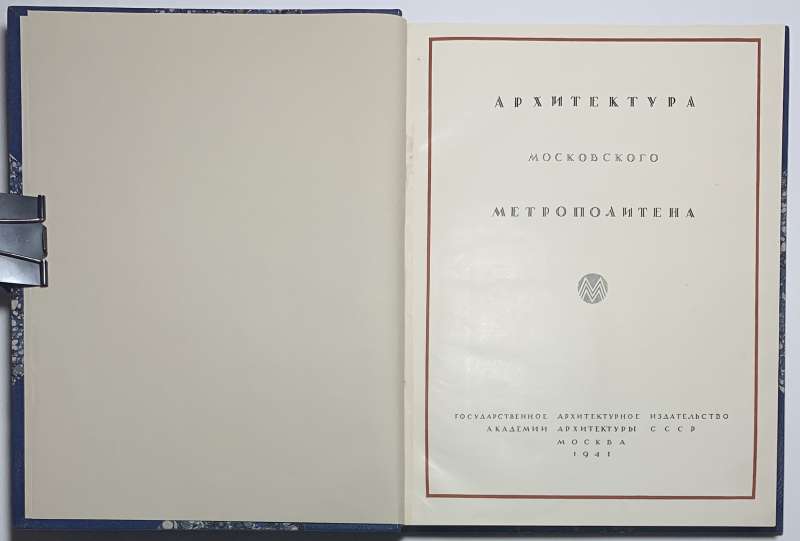 АРХИТЕКТУРА
МОСКОВСКОГО
МЕТРОПОЛИТЕНА
М
ГОСУДАРСТВЕННОЕ АРХИТЕКТУРНОЕ ИЗДАТЕЛЬСТВО
АКАДЕМИИ АРХИТЕКТУРЫ СССР
МОСКВА
1941